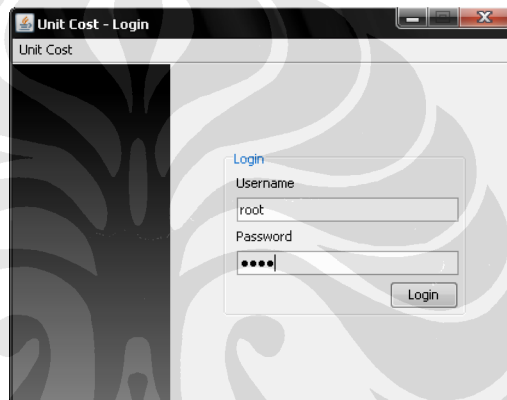 Unit Cost - Login
Unit Cost
Login
Username
root
Password
••••
Login